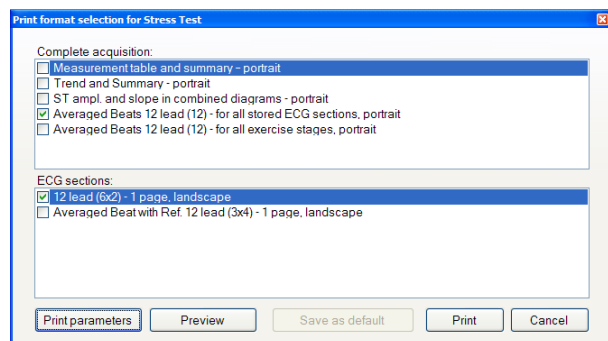 Print format selection for Stress Test
Complete acquisition:
Measurement table and summary - portrait
Trend and Summary - portrait
ST ampl. and slope in combined diagrams - portrait
Averaged Beats 12 lead (12) - for all stored ECG sections, portrait
Averaged Beats 12 lead (12) - for all exercise stages, portrait
ECG sections:
12 lead (6x2) - 1 page, landscape
Averaged Beat with Ref. 12 lead (3x4) - 1 page, landscape
Print parameters Preview Save as default Print Cancel